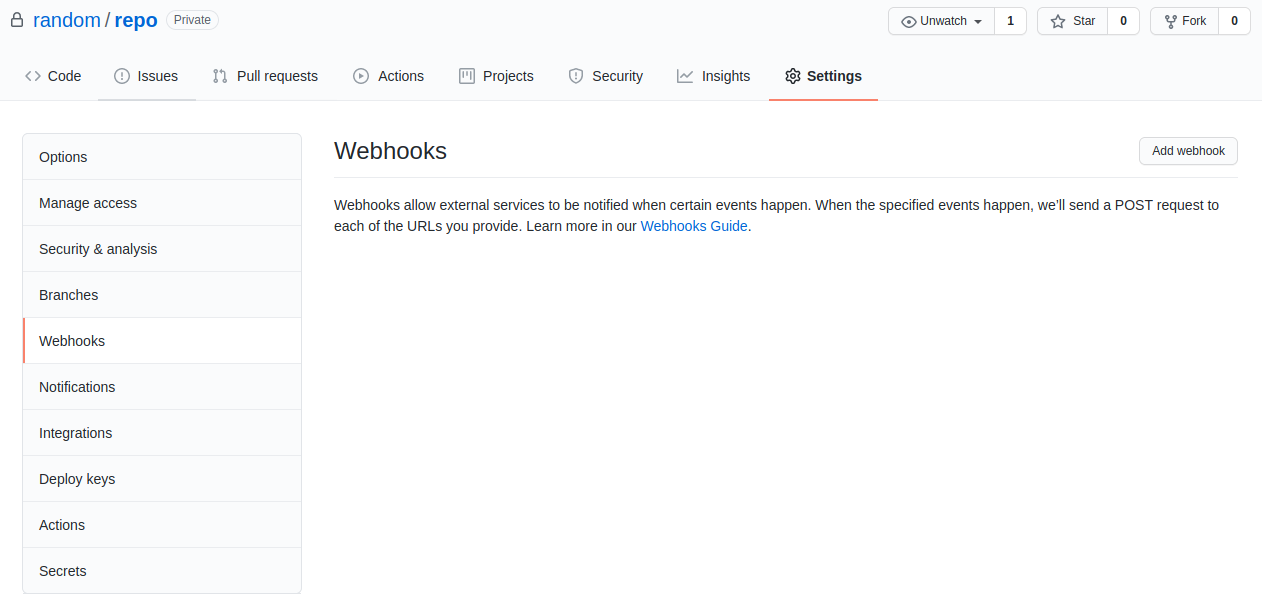 random / repo Private Unwatch 1 Star 0 Fork 0
Code Issues Pull requests Actions Projects Security Insights Settings
Options
Manage access
Security & analysis
Branches
Webhooks
Notifications
Integrations
Deploy keys
Actions
Secrets
Webhooks Add webhook
Webhooks allow external services to be notified when certain events happen. When the specified events happen, we’ll send a POST request to
each of the URLs you provide. Learn more in our Webhooks Guide.